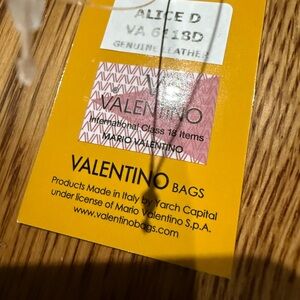 ALICE D
GENUINE LEATHER
VALENTINO
International Class 18 Items
MARIO VALENTINO
VALENTINO BAGS
Products Made in Italy by Yarch Capital
under license of Mario Valentino S.p.A.
www.valentinobags.com